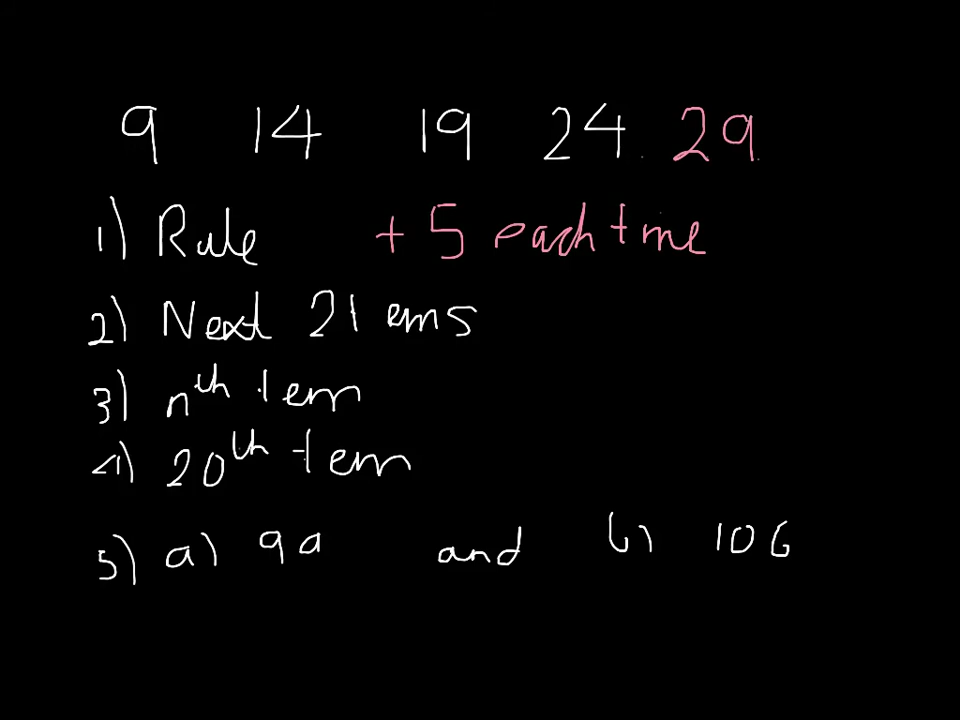 9 14 19 24 29
1) Rule + 5 each time
2) Next 2 terms
3) nth term
4) 20th term
5) a) 99 and b) 106